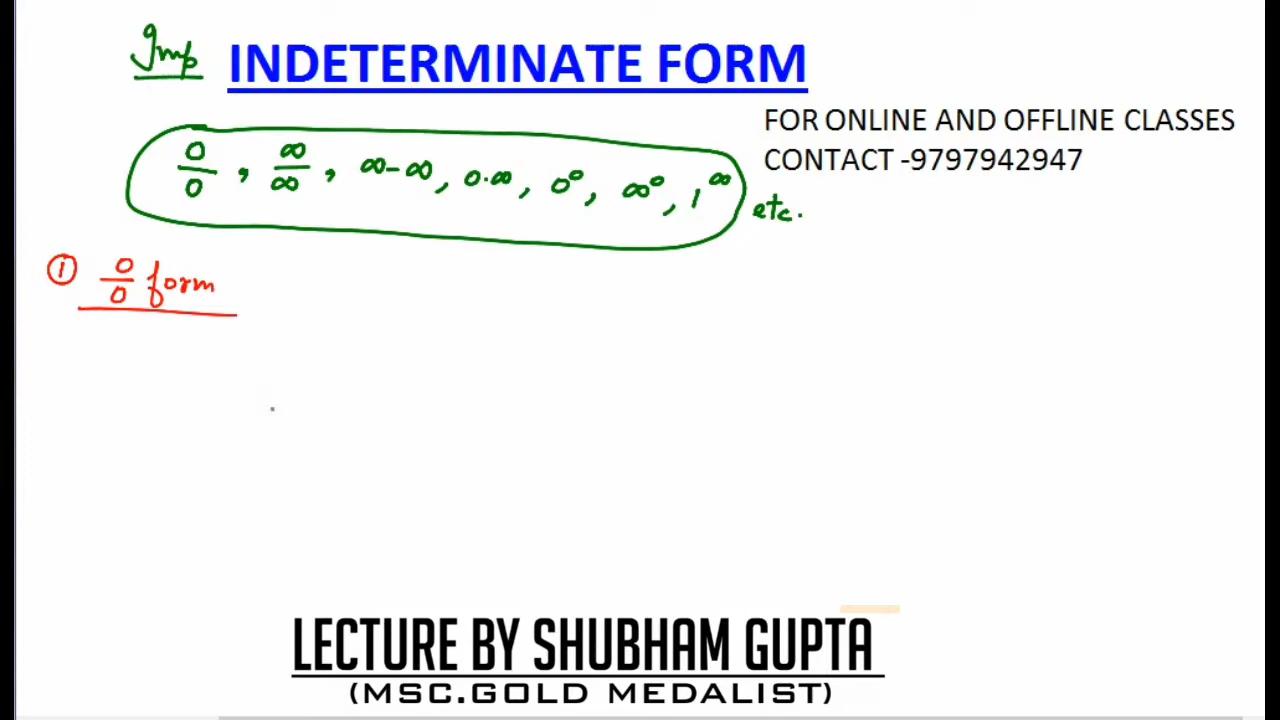 Imp INDETERMINATE FORM
FOR ONLINE AND OFFLINE CLASSES
CONTACT -9797942947
0/0, ∞/∞, ∞-∞, 0·∞, 0⁰, ∞⁰, 1^∞ etc.
① 0/0 form
LECTURE BY SHUBHAM GUPTA
(MSC.GOLD MEDALIST)